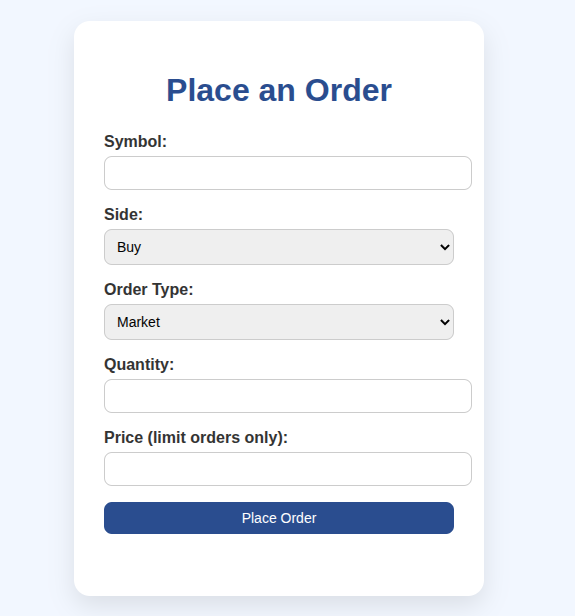 Place an Order
Symbol:
Side:
Buy
Order Type:
Market
Quantity:
Price (limit orders only):
Place Order